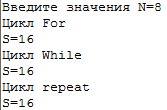 Введите значения N=8
Цикл For
S=16
Цикл While
S=16
Цикл repeat
S=16